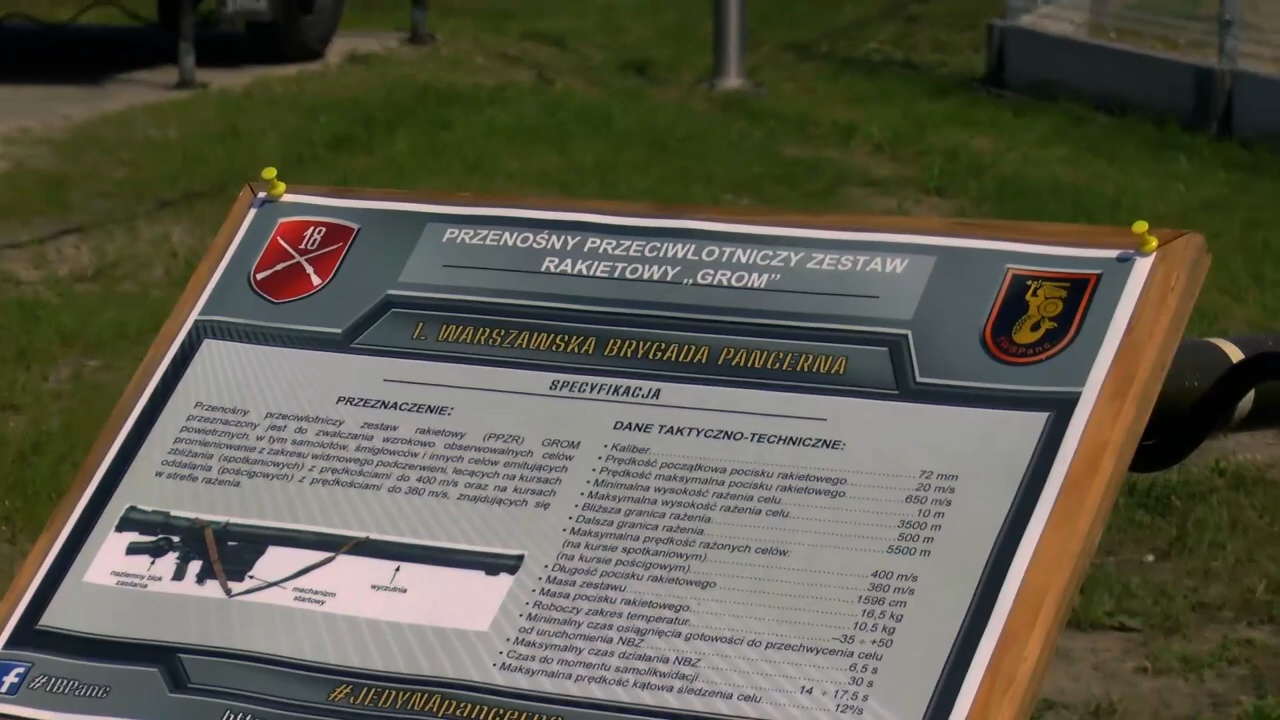 18
PRZENOŚNY PRZECIWLOTNICZY ZESTAW
RAKIETOWY „GROM”
1BPanc.
1. WARSZAWSKA BRYGADA PANCERNA
SPECYFIKACJA
PRZEZNACZENIE:
Przenośny przeciwlotniczy zestaw rakietowy (PPZR) GROM
przeznaczony jest do zwalczania wzrokowo obserwowalnych celów
powietrznych, w tym samolotów, śmigłowców i innych celów emitujących
promieniowanie z zakresu widmowego podczerwieni, lecących na kursach
zbliżania (spotkaniowych) z prędkościami do 400 m/s oraz na kursach
oddalania (pościgowych) z prędkościami do 360 m/s, znajdujących się
w strefie rażenia.
naziemny blok
zasilania
mechanizm
startowy
wyrzutnia
DANE TAKTYCZNO-TECHNICZNE:
• Kaliber 72 mm
• Prędkość początkowa pocisku rakietowego 20 m/s
• Prędkość maksymalna pocisku rakietowego 650 m/s
• Minimalna wysokość rażenia celu 10 m
• Maksymalna wysokość rażenia celu 3500 m
• Bliższa granica rażenia 500 m
• Dalsza granica rażenia 5500 m
• Maksymalna prędkość rażonych celów:
(na kursie spotkaniowym) 400 m/s
(na kursie pościgowym) 360 m/s
• Długość pocisku rakietowego 1596 cm
• Masa zestawu 16,5 kg
• Masa pocisku rakietowego 10,5 kg
• Roboczy zakres temperatur –35 ÷ +50
• Minimalny czas osiągnięcia gotowości do przechwycenia celu
od uruchomienia NBZ 6,5 s
• Maksymalny czas działania NBZ 30 s
• Czas do momentu samolikwidacji 14 ÷ 17,5 s
• Maksymalna prędkość kątowa śledzenia celu 12°/s
f #1BPanc
#JEDYNApancerna